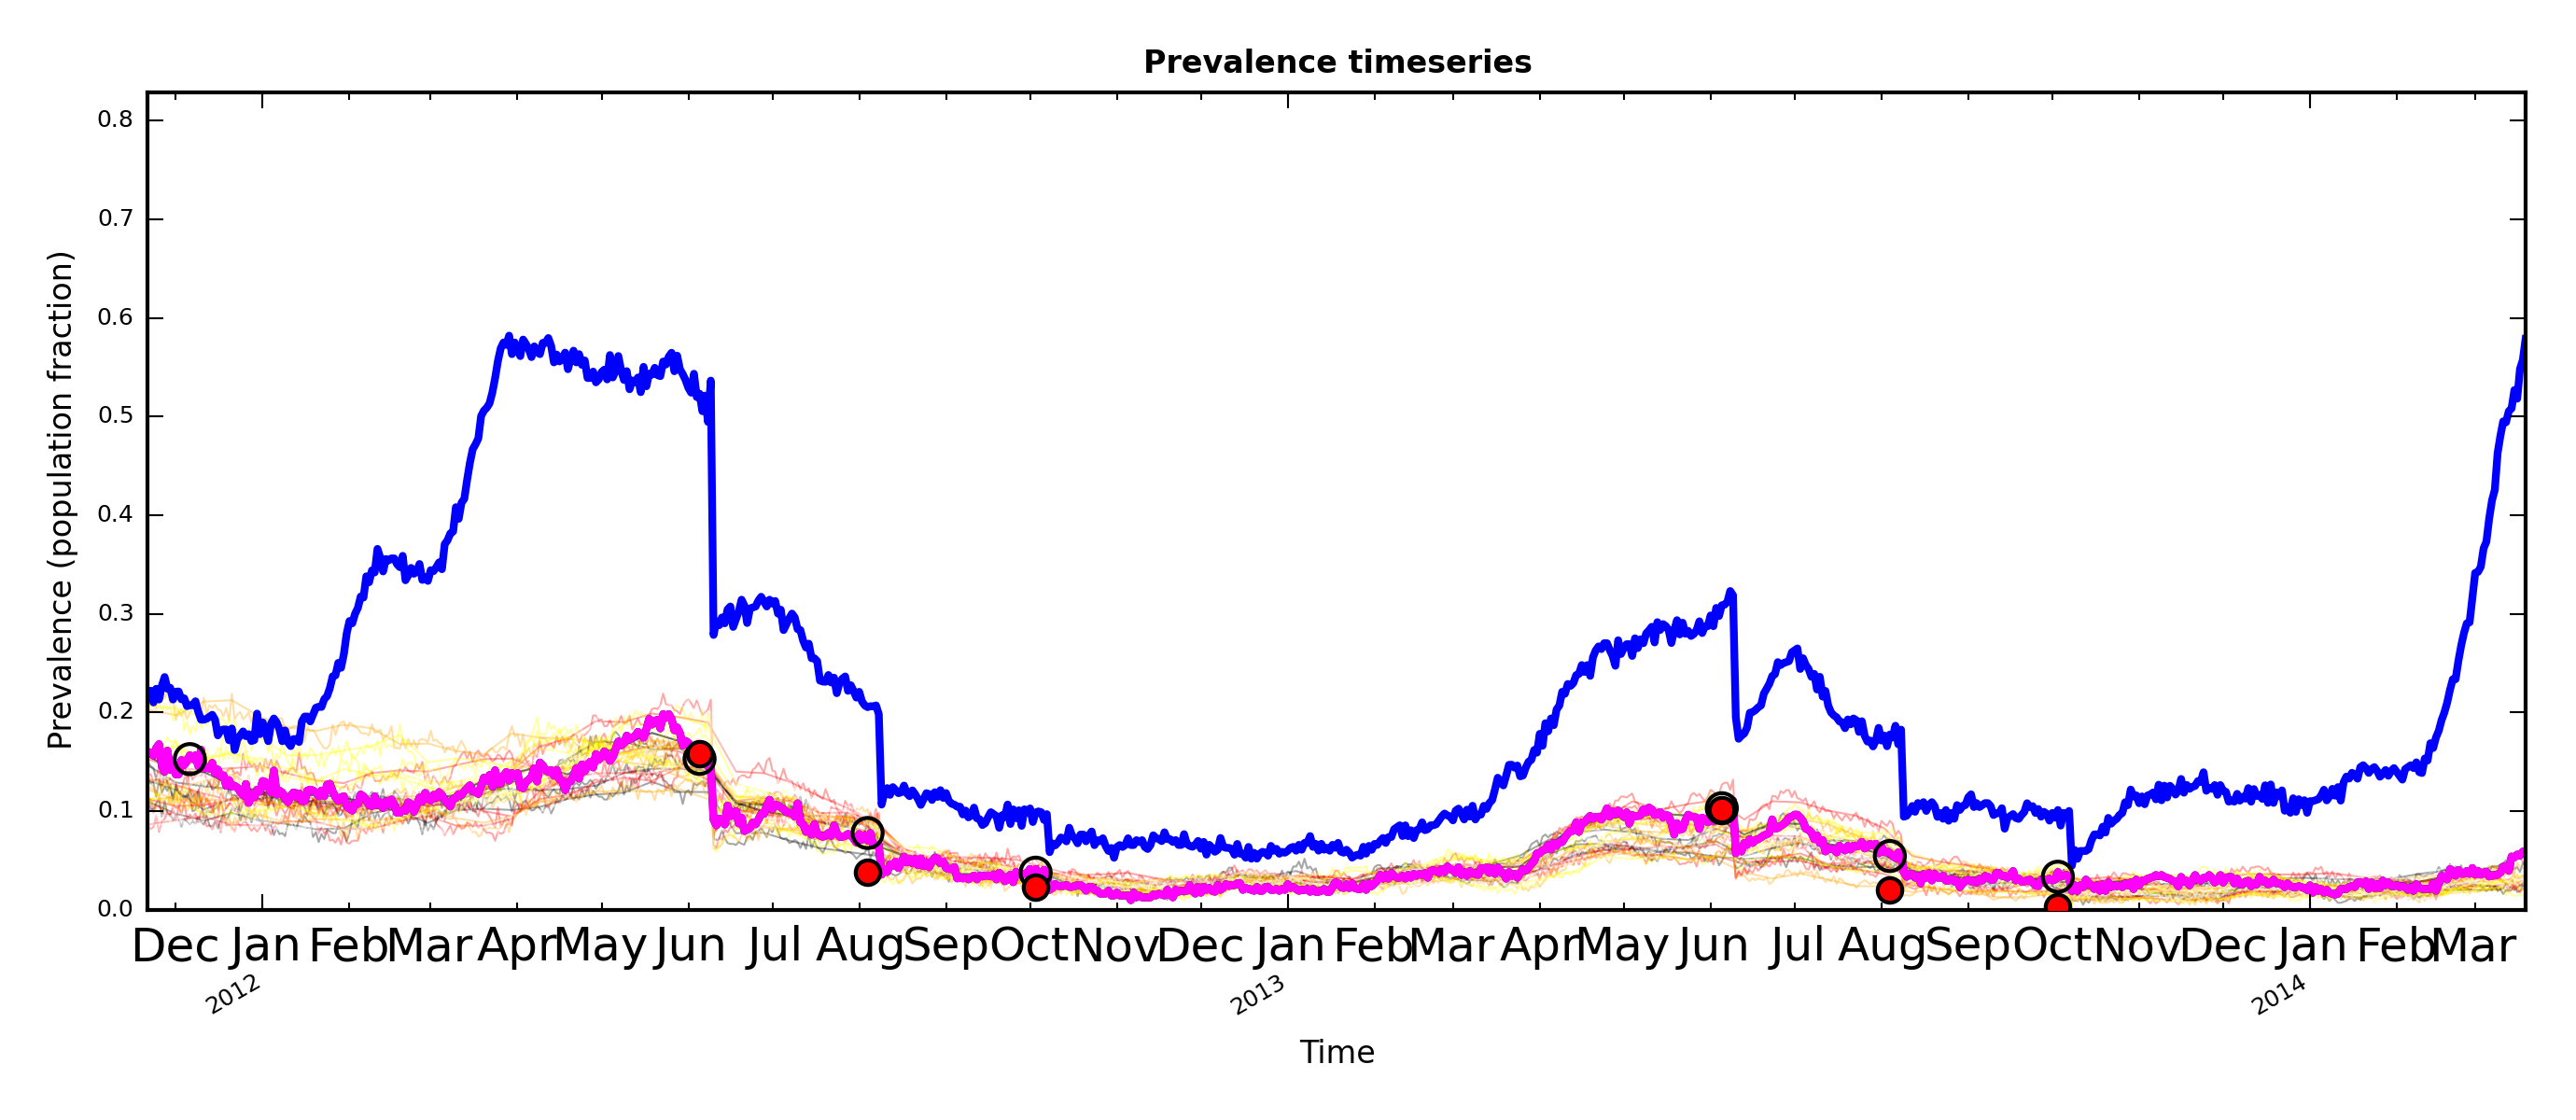 Prevalence timeseries
Prevalence (population fraction)
0.8
0.7
0.6
0.5
0.4
0.3
0.2
0.1
0.0
Dec Jan Feb Mar Apr May Jun Jul Aug Sep Oct Nov Dec Jan Feb Mar Apr May Jun Jul Aug Sep Oct Nov Dec Jan Feb Mar
2012 2013 2014
Time